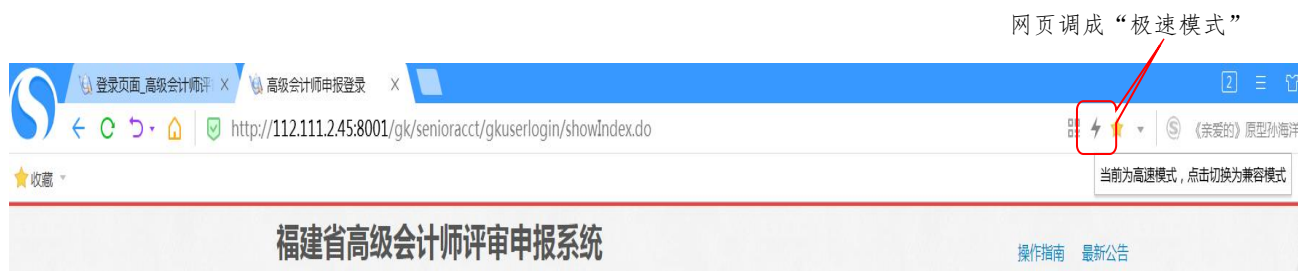 网页调成“极速模式”
登录页面_高级会计师评 × 高级会计师申报登录 ×
2
http://112.111.2.45:8001/gk/senioracct/gkuserlogin/showIndex.do
《亲爱的》原型孙海洋
收藏
当前为高速模式，点击切换为兼容模式
福建省高级会计师评审申报系统
操作指南 最新公告